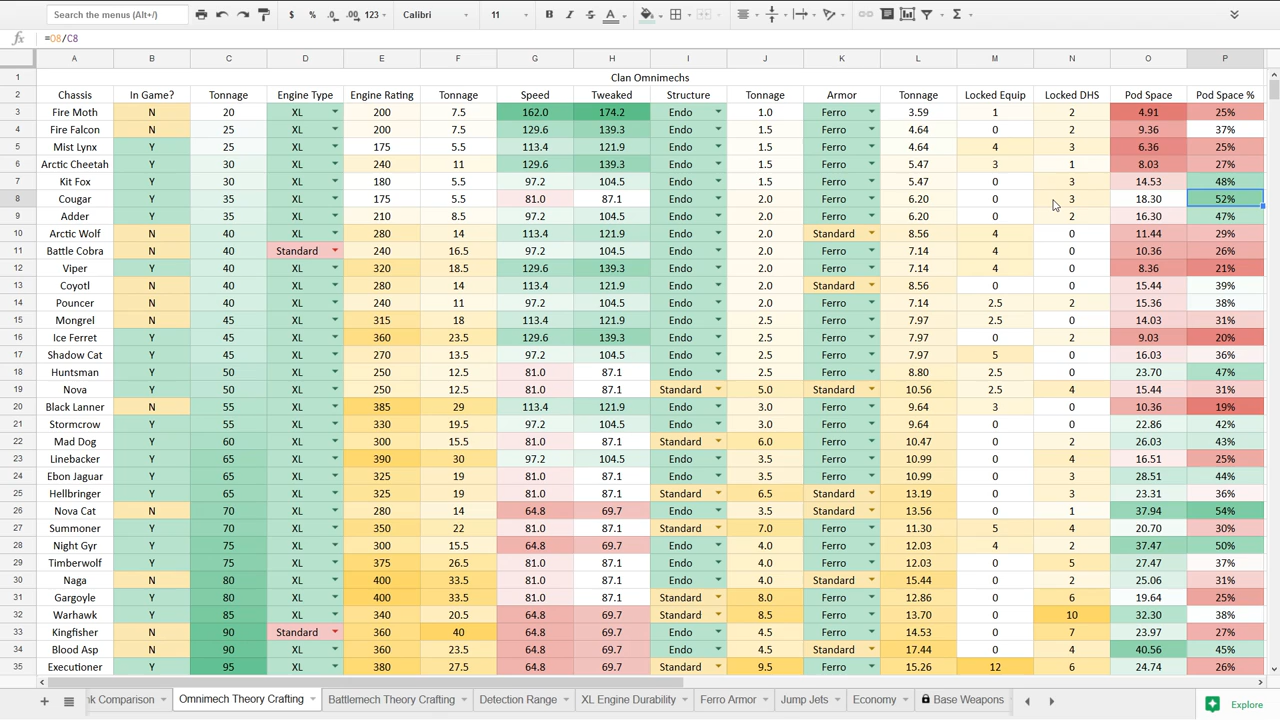 Search the menus (Alt+/) $ % .0 .00 123 Calibri 11 B I S A Σ
fx =O8/C8
A B C D E F G H I J K L M N O P
1 Clan Omnimechs
2 Chassis In Game? Tonnage Engine Type Engine Rating Tonnage Speed Tweaked Structure Tonnage Armor Tonnage Locked Equip Locked DHS Pod Space Pod Space %
3 Fire Moth N 20 XL 200 7.5 162.0 174.2 Endo 1.0 Ferro 3.59 1 2 4.91 25%
4 Fire Falcon N 25 XL 200 7.5 129.6 139.3 Endo 1.5 Ferro 4.64 0 2 9.36 37%
5 Mist Lynx Y 25 XL 175 5.5 113.4 121.9 Endo 1.5 Ferro 4.64 4 3 6.36 25%
6 Arctic Cheetah Y 30 XL 240 11 129.6 139.3 Endo 1.5 Ferro 5.47 3 1 8.03 27%
7 Kit Fox Y 30 XL 180 5.5 97.2 104.5 Endo 1.5 Ferro 5.47 0 3 14.53 48%
8 Cougar Y 35 XL 175 5.5 81.0 87.1 Endo 2.0 Ferro 6.20 0 3 18.30 52%
9 Adder Y 35 XL 210 8.5 97.2 104.5 Endo 2.0 Ferro 6.20 0 2 16.30 47%
10 Arctic Wolf N 40 XL 280 14 113.4 121.9 Endo 2.0 Standard 8.56 4 0 11.44 29%
11 Battle Cobra N 40 Standard 240 16.5 97.2 104.5 Endo 2.0 Ferro 7.14 4 0 10.36 26%
12 Viper Y 40 XL 320 18.5 129.6 139.3 Endo 2.0 Ferro 7.14 4 0 8.36 21%
13 Coyotl N 40 XL 280 14 113.4 121.9 Endo 2.0 Standard 8.56 0 0 15.44 39%
14 Pouncer N 40 XL 240 11 97.2 104.5 Endo 2.0 Ferro 7.14 2.5 2 15.36 38%
15 Mongrel N 45 XL 315 18 113.4 121.9 Endo 2.5 Ferro 7.97 2.5 0 14.03 31%
16 Ice Ferret Y 45 XL 360 23.5 129.6 139.3 Endo 2.5 Ferro 7.97 0 2 9.03 20%
17 Shadow Cat Y 45 XL 270 13.5 97.2 104.5 Endo 2.5 Ferro 7.97 5 0 16.03 36%
18 Huntsman Y 50 XL 250 12.5 81.0 87.1 Endo 2.5 Ferro 8.80 2.5 0 23.70 47%
19 Nova Y 50 XL 250 12.5 81.0 87.1 Standard 5.0 Standard 10.56 2.5 4 15.44 31%
20 Black Lanner N 55 XL 385 29 113.4 121.9 Endo 3.0 Ferro 9.64 3 0 10.36 19%
21 Stormcrow Y 55 XL 330 19.5 97.2 104.5 Endo 3.0 Ferro 9.64 0 0 22.86 42%
22 Mad Dog Y 60 XL 300 15.5 81.0 87.1 Standard 6.0 Ferro 10.47 0 2 26.03 43%
23 Linebacker Y 65 XL 390 30 97.2 104.5 Endo 3.5 Ferro 10.99 0 4 16.51 25%
24 Ebon Jaguar Y 65 XL 325 19 81.0 87.1 Endo 3.5 Ferro 10.99 0 3 28.51 44%
25 Hellbringer Y 65 XL 325 19 81.0 87.1 Standard 6.5 Standard 13.19 0 3 23.31 36%
26 Nova Cat N 70 XL 280 14 64.8 69.7 Endo 3.5 Standard 13.56 0 1 37.94 54%
27 Summoner Y 70 XL 350 22 81.0 87.1 Standard 7.0 Ferro 11.30 5 4 20.70 30%
28 Night Gyr Y 75 XL 300 15.5 64.8 69.7 Endo 4.0 Ferro 12.03 4 2 37.47 50%
29 Timberwolf Y 75 XL 375 25 81.0 87.1 Endo 4.0 Ferro 12.03 0 5 27.47 37%
30 Naga N 80 XL 400 33.5 81.0 87.1 Endo 4.0 Standard 15.44 0 2 25.06 31%
31 Gargoyle Y 80 XL 400 33.5 81.0 87.1 Standard 8.0 Ferro 12.86 0 6 19.64 25%
32 Warhawk Y 85 XL 340 20.5 64.8 69.7 Standard 8.5 Ferro 13.70 0 10 32.30 38%
33 Kingfisher N 90 Standard 360 40 64.8 69.7 Endo 4.5 Ferro 14.53 0 7 23.97 27%
34 Blood Asp N 90 XL 360 23.5 64.8 69.7 Endo 4.5 Standard 17.44 0 4 40.56 45%
35 Executioner Y 95 XL 380 27.5 64.8 69.7 Standard 9.5 Ferro 15.26 12 6 24.74 26%
nk Comparison Omnimech Theory Crafting Battlemech Theory Crafting Detection Range XL Engine Durability Ferro Armor Jump Jets Economy Base Weapons Explore